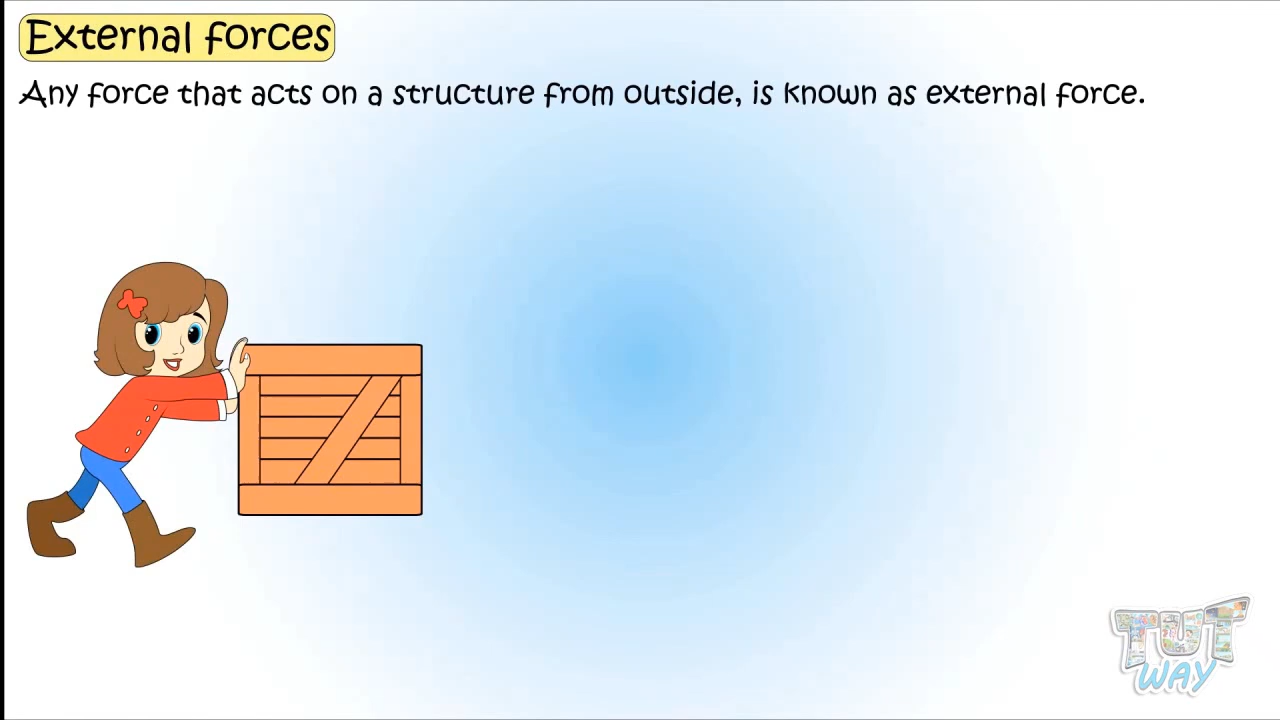 External forces
Any force that acts on a structure from outside, is known as external force.
TUT
WAY